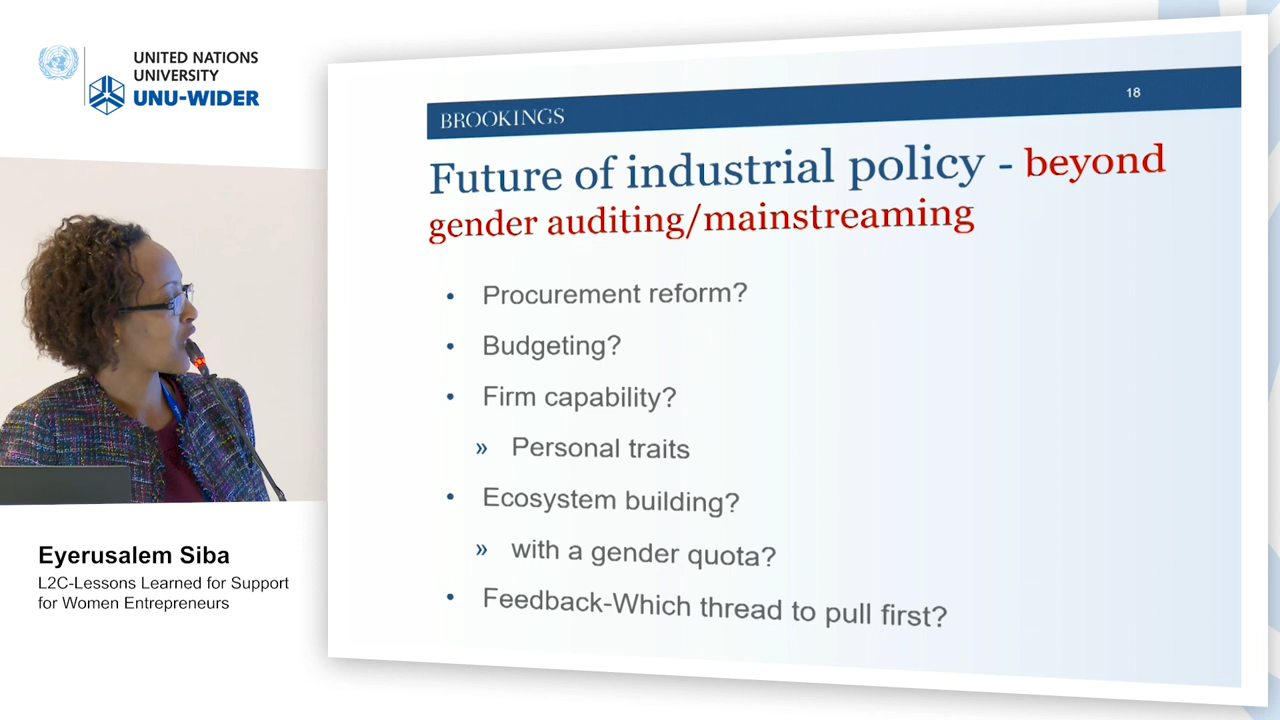 UNITED NATIONS
UNIVERSITY
UNU-WIDER
BROOKINGS
18
Future of industrial policy - beyond
gender auditing/mainstreaming
• Procurement reform?
• Budgeting?
• Firm capability?
» Personal traits
• Ecosystem building?
» with a gender quota?
• Feedback-Which thread to pull first?
Eyerusalem Siba
L2C-Lessons Learned for Support
for Women Entrepreneurs